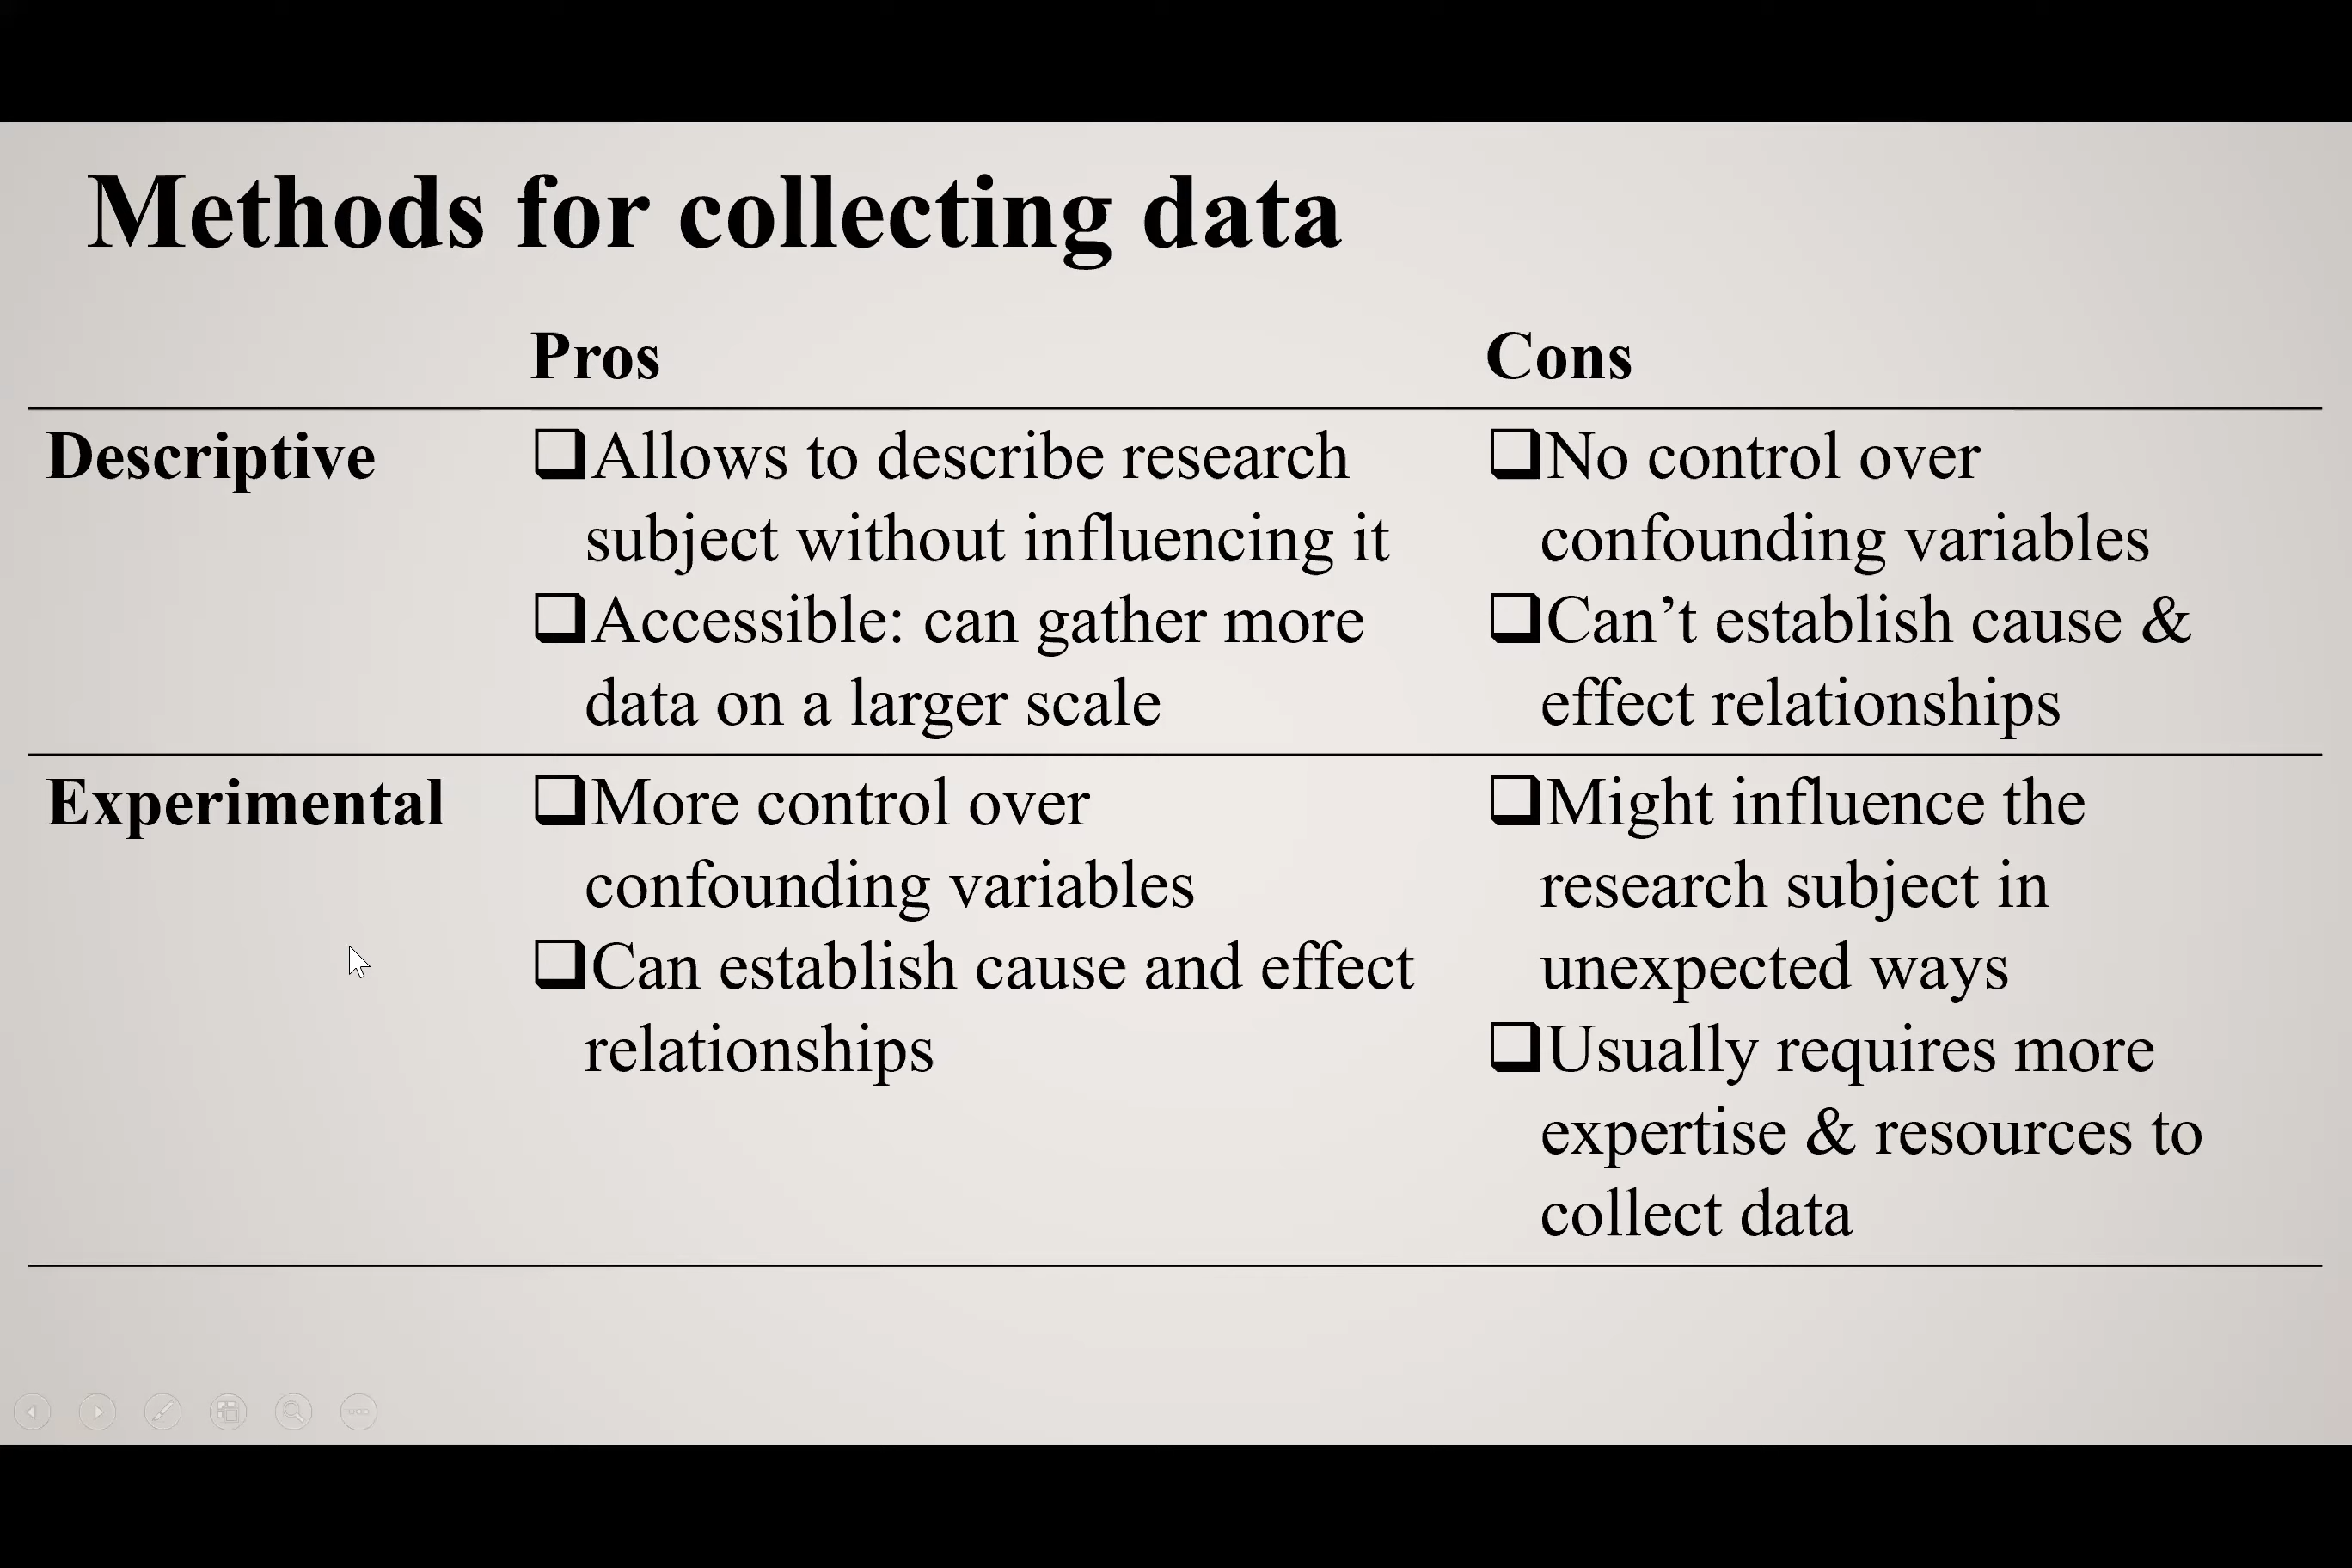 Methods for collecting data
Pros
Cons
Descriptive
❑Allows to describe research
subject without influencing it
❑Accessible: can gather more
data on a larger scale
❑No control over
confounding variables
❑Can’t establish cause &
effect relationships
Experimental
❑More control over
confounding variables
❑Can establish cause and effect
relationships
❑Might influence the
research subject in
unexpected ways
❑Usually requires more
expertise & resources to
collect data